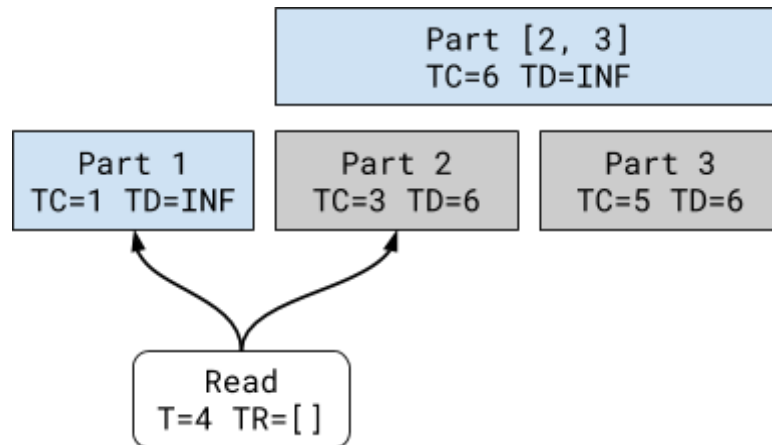 Part [2, 3]
TC=6 TD=INF
Part 1
TC=1 TD=INF
Part 2
TC=3 TD=6
Part 3
TC=5 TD=6
Read
T=4 TR=[]